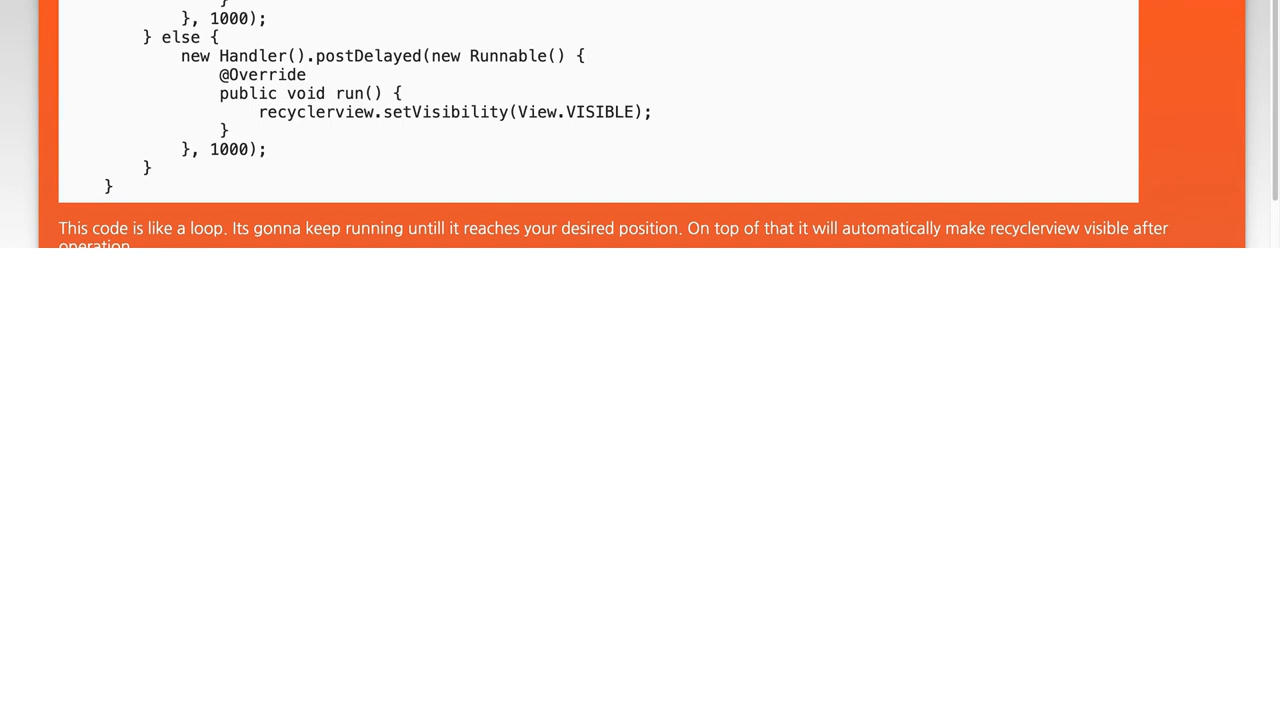 }
}, 1000);
} else {
new Handler().postDelayed(new Runnable() {
@Override
public void run() {
recyclerview.setVisibility(View.VISIBLE);
}
}, 1000);
}
}
This code is like a loop. Its gonna keep running untill it reaches your desired position. On top of that it will automatically make recyclerview visible after
operation.